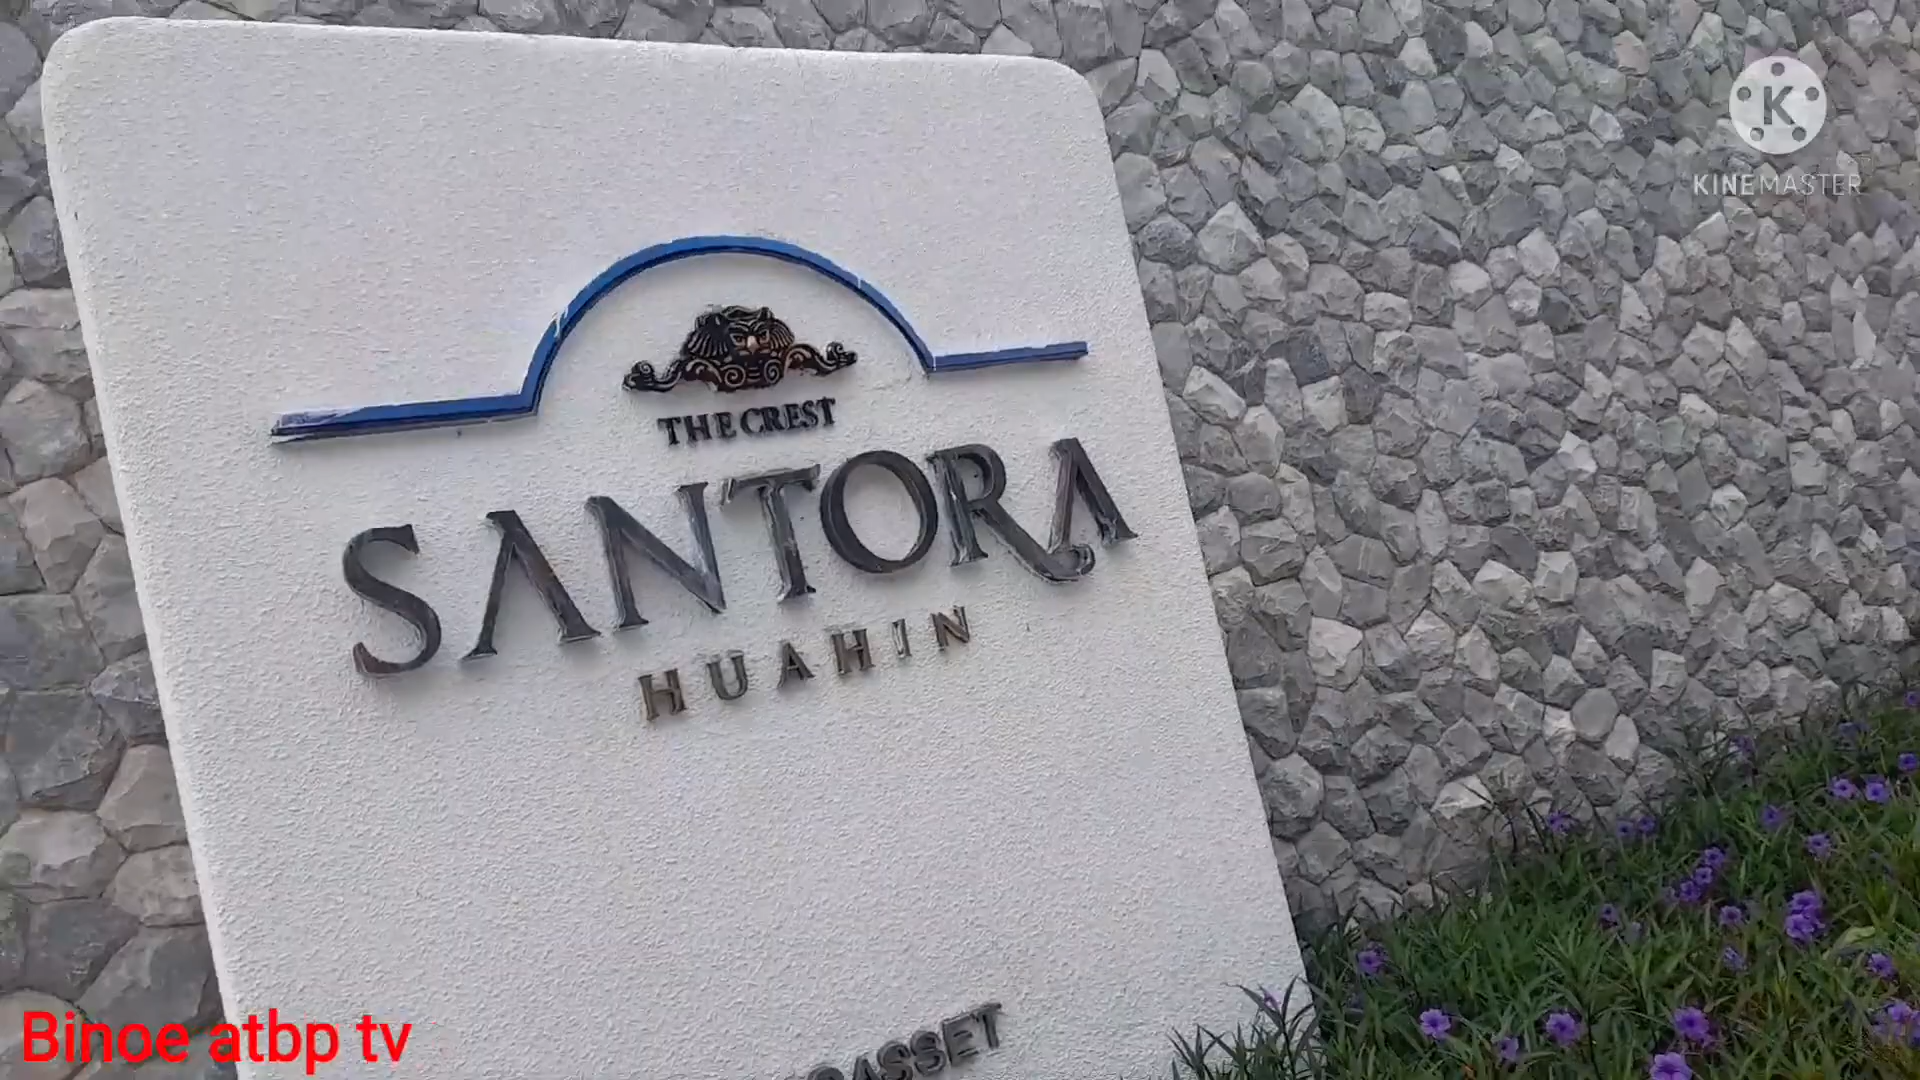 K
KINEMASTER
THE CREST
SANTORA
HUAHIN
Binoe atbp tv